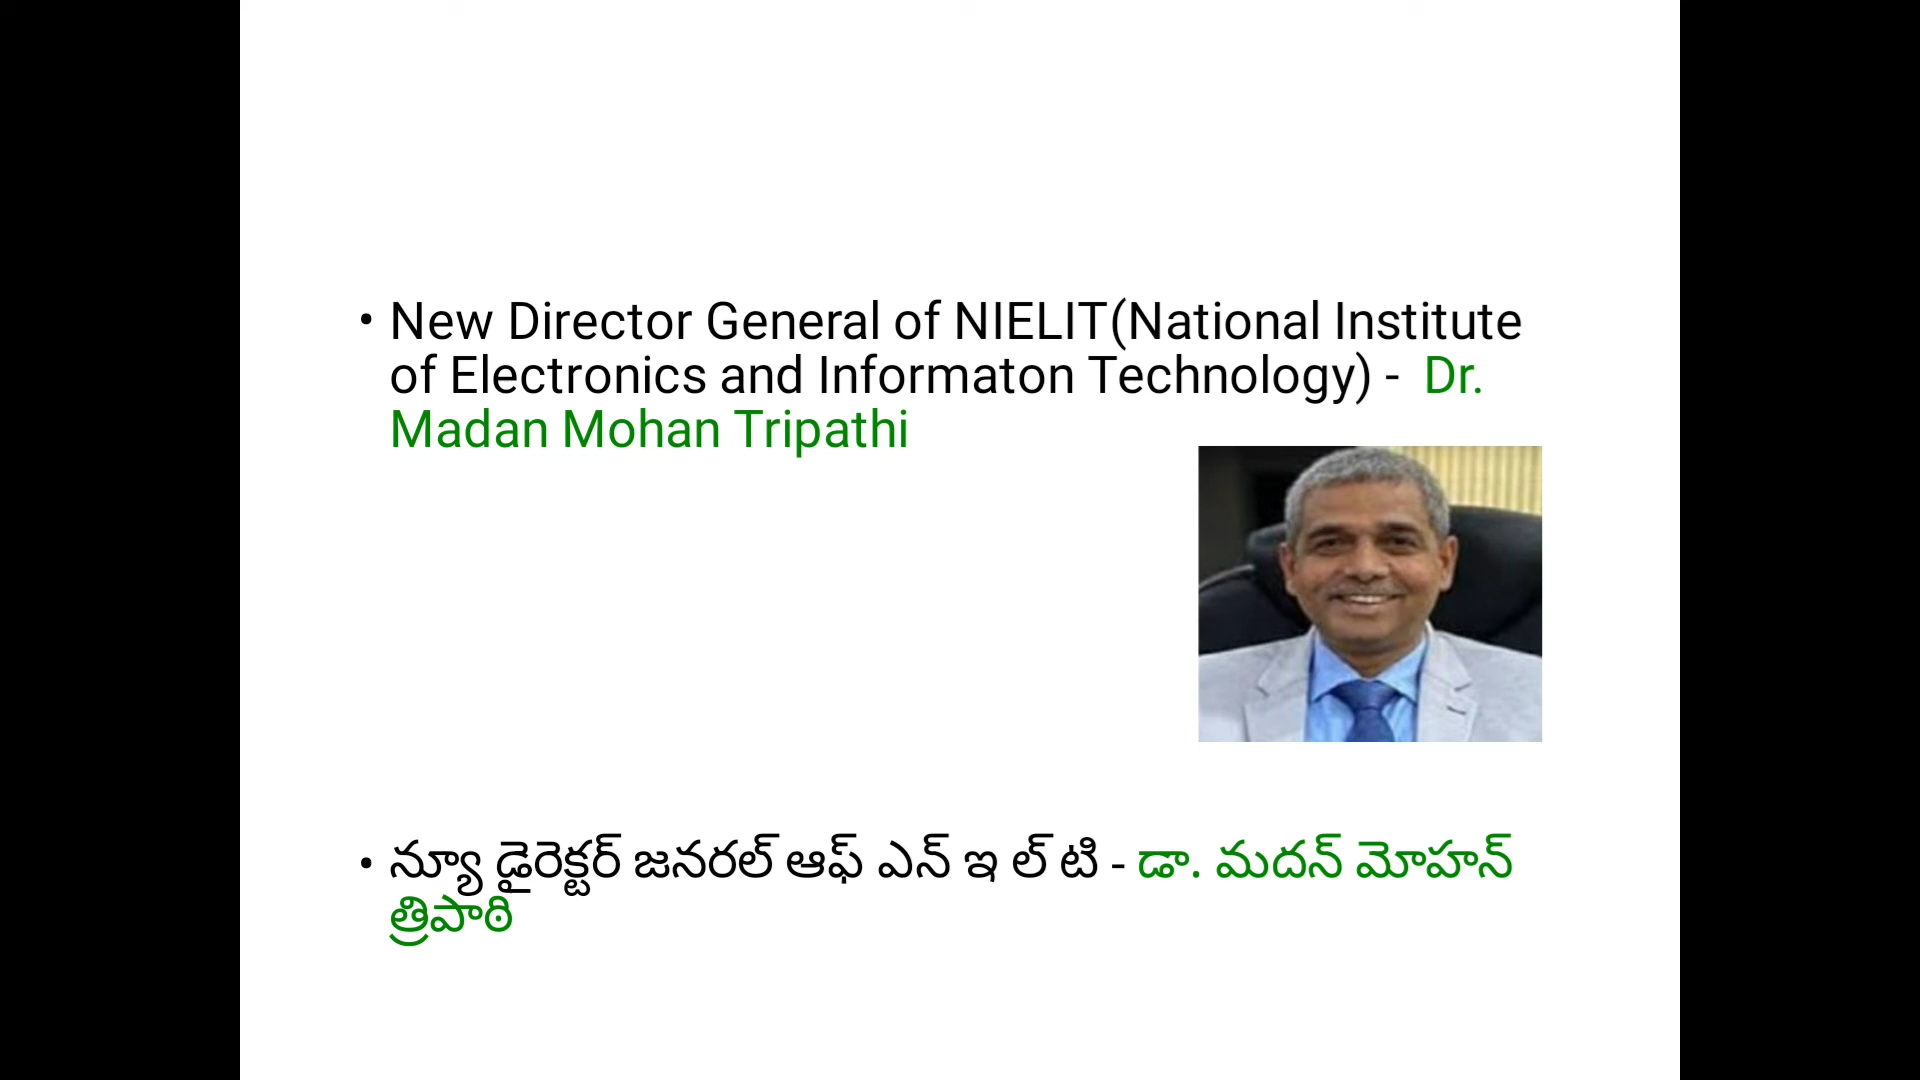 • New Director General of NIELIT(National Institute
of Electronics and Informaton Technology) - Dr.
Madan Mohan Tripathi
• న్యూ డైరెక్టర్ జనరల్ ఆఫ్ ఎన్ ఇ ల్ టి - డా. మదన్ మోహన్
త్రిపాఠి